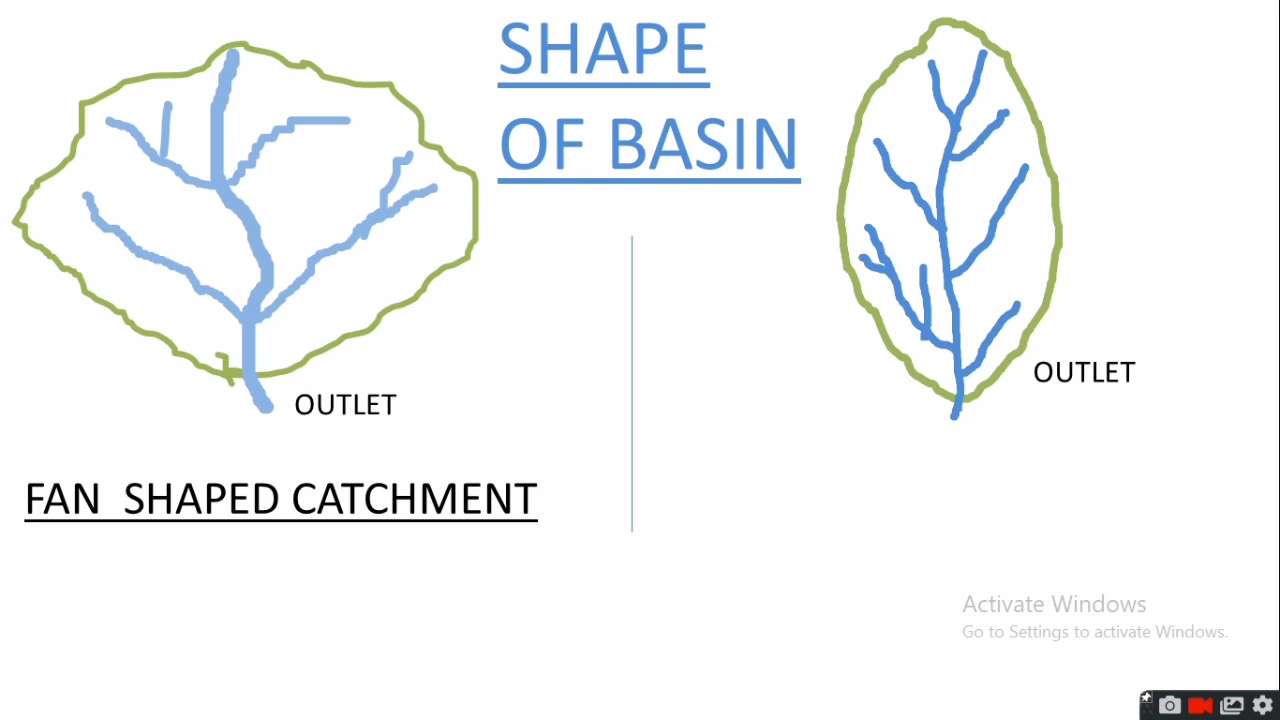 SHAPE
OF BASIN
OUTLET
OUTLET
FAN SHAPED CATCHMENT
Activate Windows
Go to Settings to activate Windows.